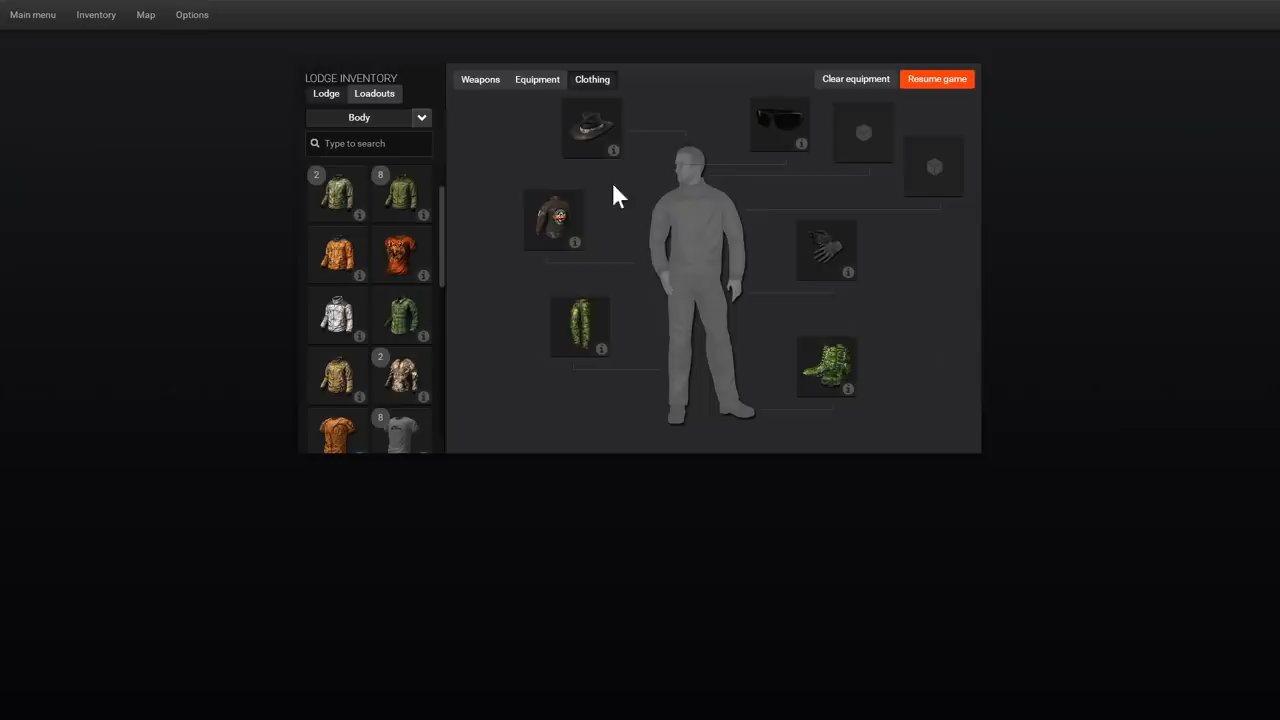 Main menu Inventory Map Options
LODGE INVENTORY
Lodge Loadouts
Weapons Equipment Clothing
Clear equipment Resume game
Body
Type to search
2 8
2
8